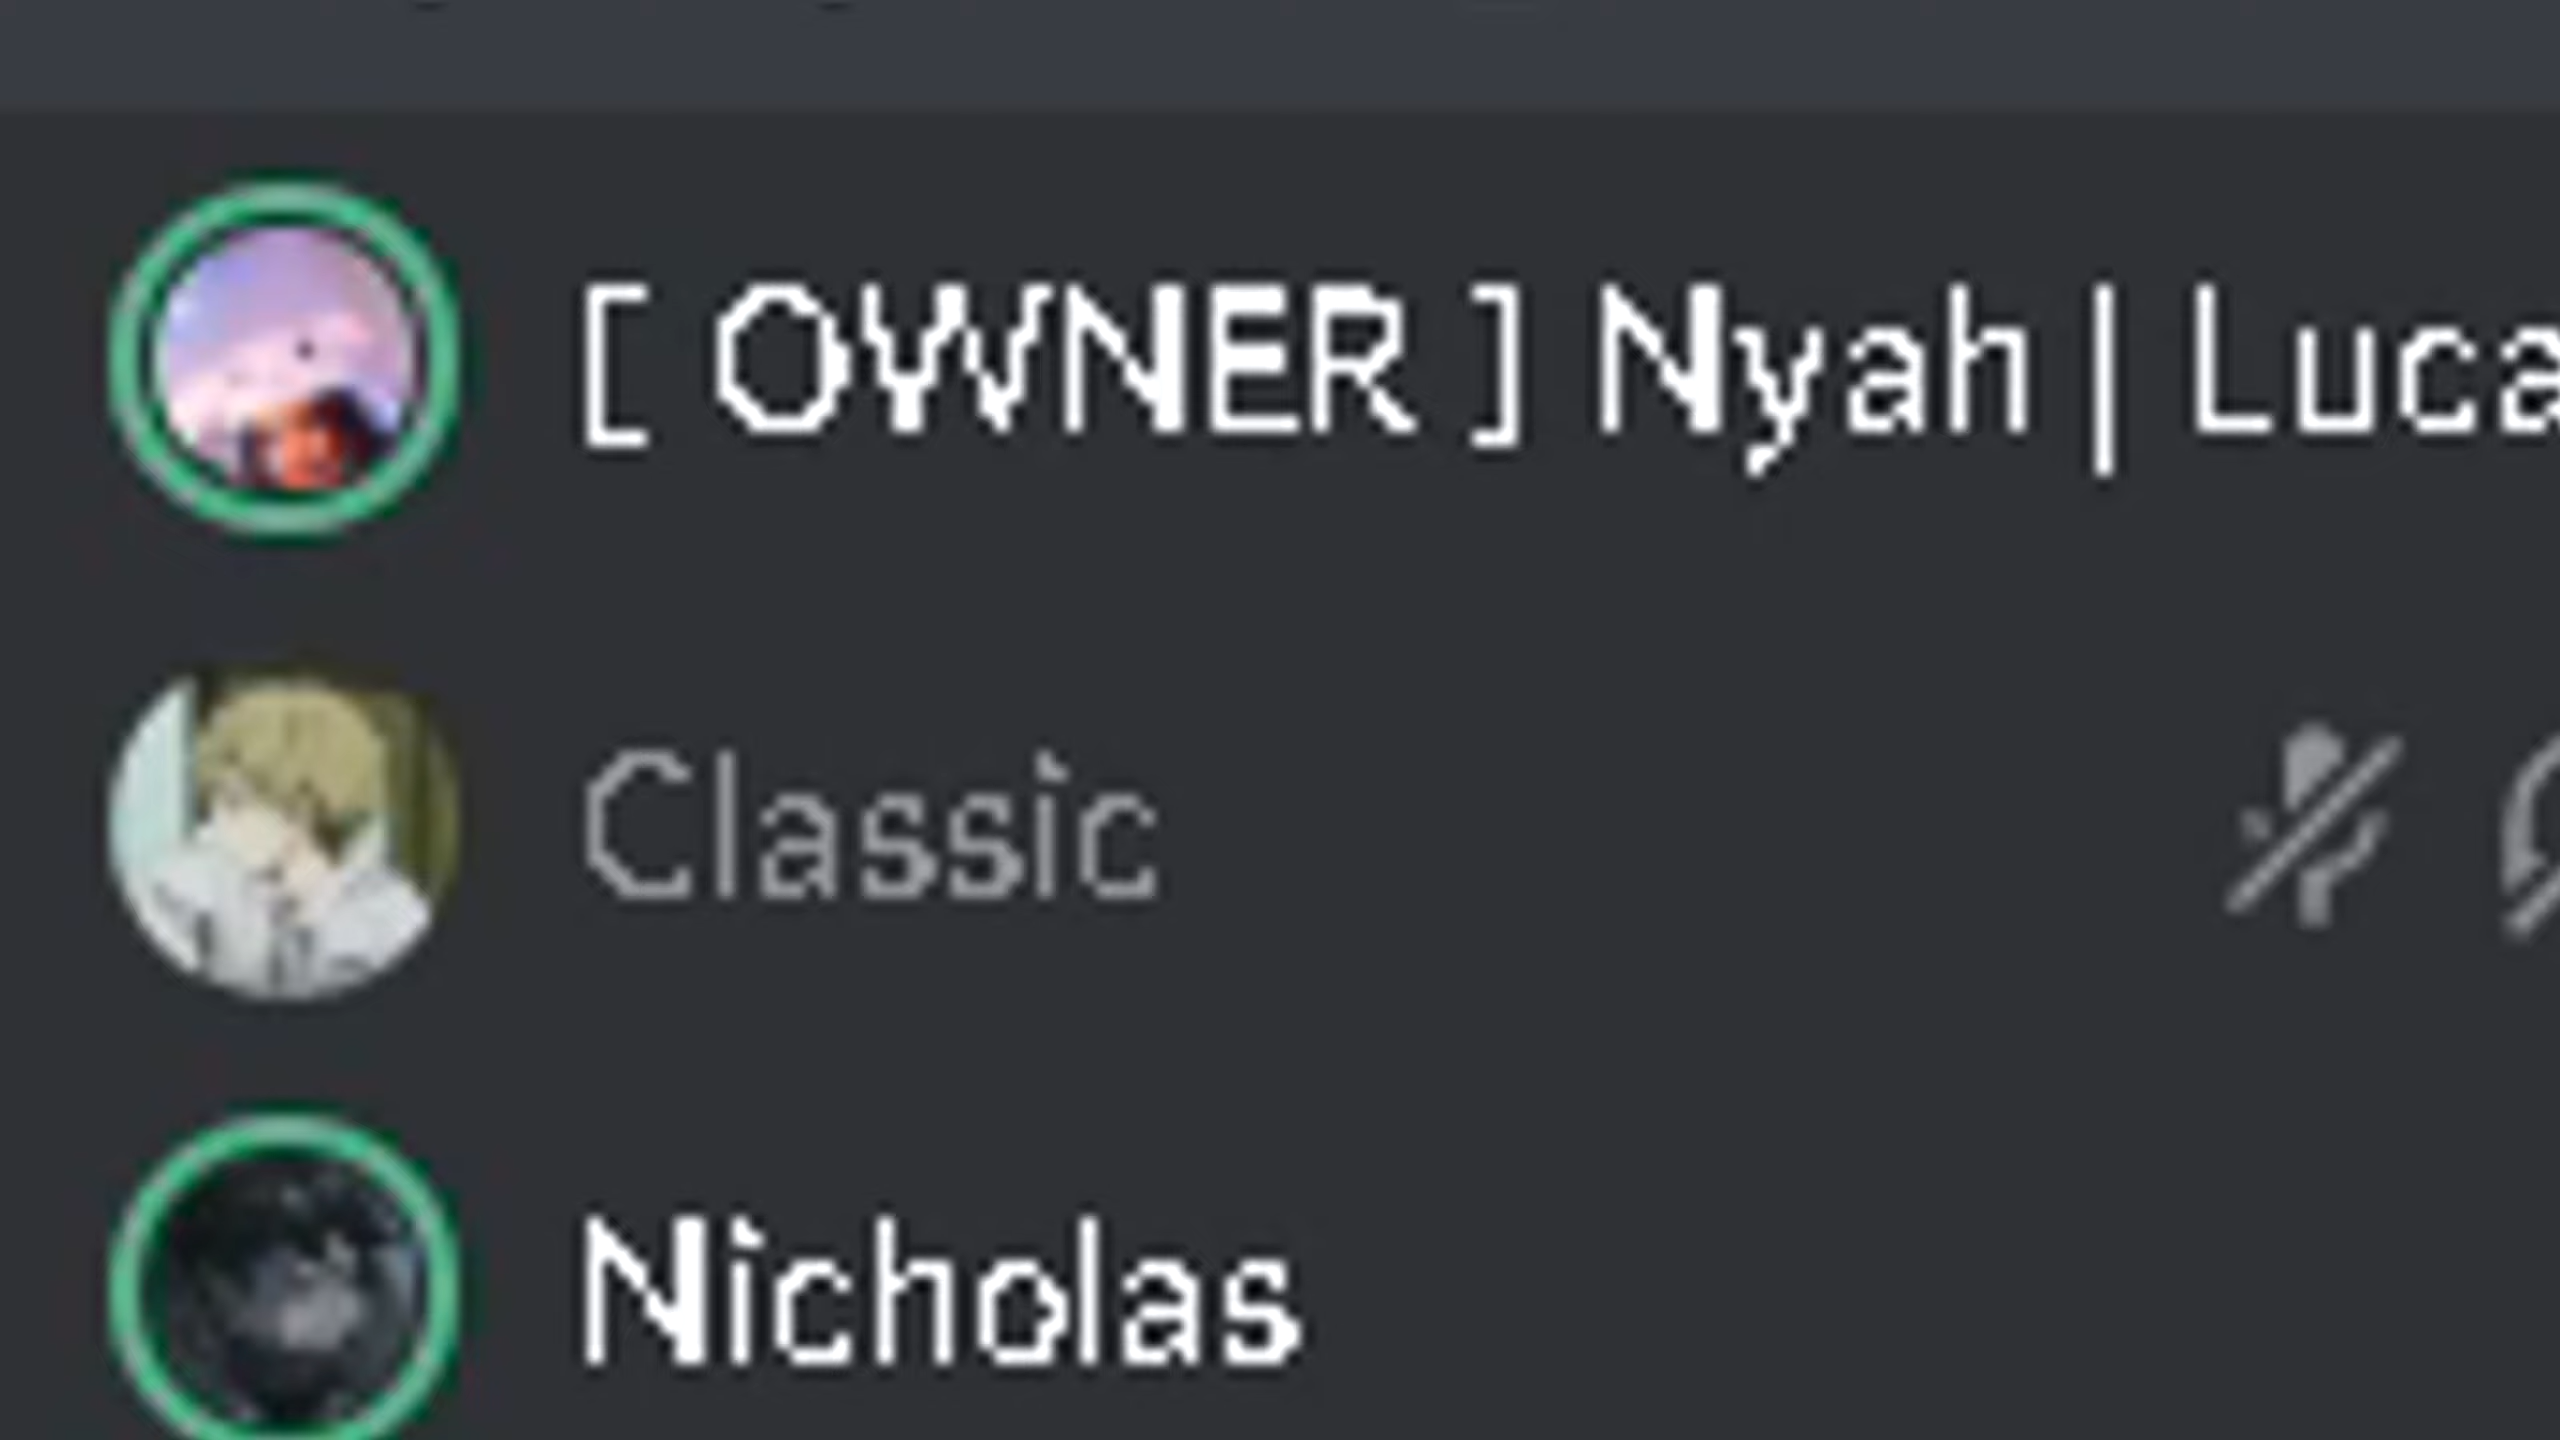 [ OWNER ] Nyah | Luca
Classic
Nicholas